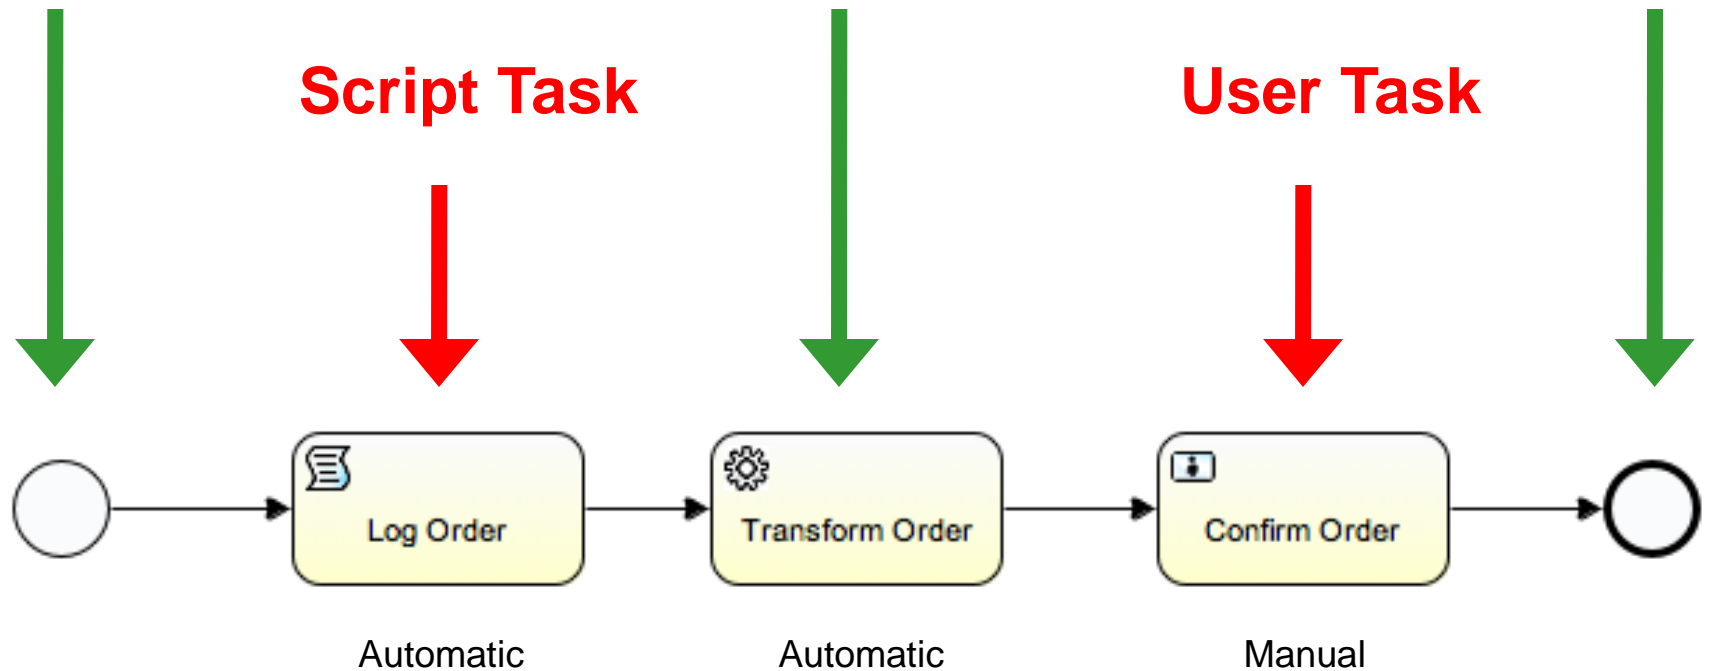 Script Task
User Task
Log Order
Transform Order
Confirm Order
Automatic
Automatic
Manual